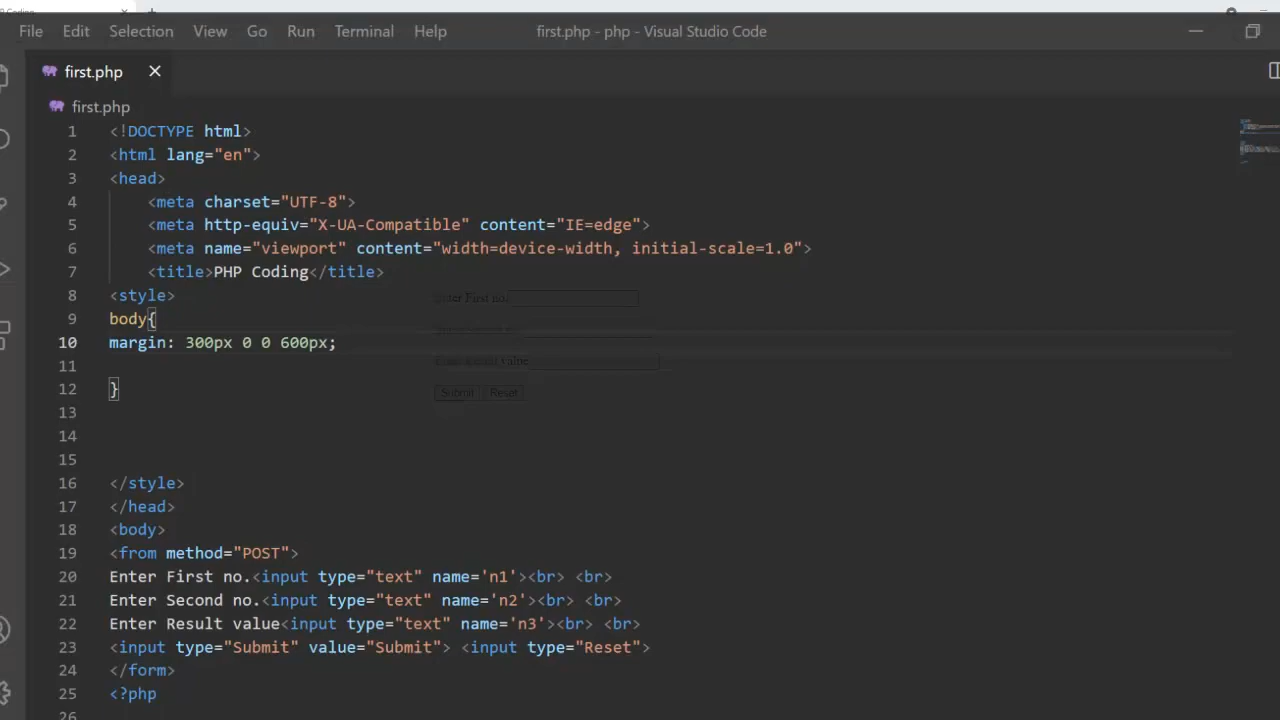 File Edit Selection View Go Run Terminal Help first.php - php - Visual Studio Code
first.php
first.php
1 <!DOCTYPE html>
2 <html lang="en">
3 <head>
4 <meta charset="UTF-8">
5 <meta http-equiv="X-UA-Compatible" content="IE=edge">
6 <meta name="viewport" content="width=device-width, initial-scale=1.0">
7 <title>PHP Coding</title>
8 <style>
9 body{
10 margin: 300px 0 0 600px;
11
12 }
13
14
15
16 </style>
17 </head>
18 <body>
19 <from method="POST">
20 Enter First no.<input type="text" name='n1'><br> <br>
21 Enter Second no.<input type="text" name='n2'><br> <br>
22 Enter Result value<input type="text" name='n3'><br> <br>
23 <input type="Submit" value="Submit"> <input type="Reset">
24 </form>
25 <?php
26
Enter First no.
Submit Reset